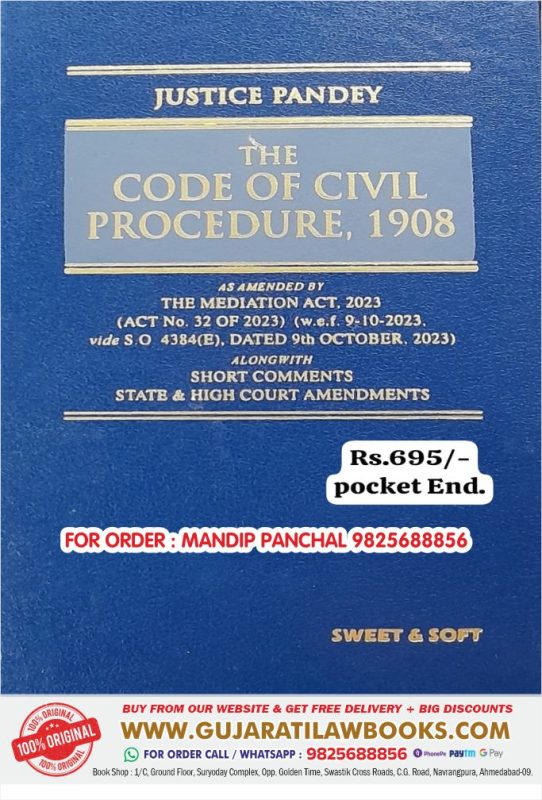 JUSTICE PANDEY
THE
CODE OF CIVIL
PROCEDURE, 1908
AS AMENDED BY
THE MEDIATION ACT, 2023
(ACT No. 32 OF 2023) (w.e.f. 9-10-2023,
vide S.O 4384(E), DATED 9th OCTOBER, 2023)
ALONGWITH
SHORT COMMENTS
STATE & HIGH COURT AMENDMENTS
Rs.695/-
pocket End.
FOR ORDER : MANDIP PANCHAL 9825688856
SWEET & SOFT
100% ORIGINAL
100% ORIGINAL
100% ORIGINAL
BUY FROM OUR WEBSITE & GET FREE DELIVERY + BIG DISCOUNTS
WWW.GUJARATILAWBOOKS.COM
FOR ORDER CALL / WHATSAPP : 9825688856 PhonePe Paytm G Pay
Book Shop : 1/C, Ground Floor, Suryoday Complex, Opp. Golden Time, Swastik Cross Roads, C.G. Road, Navrangpura, Ahmedabad-09.